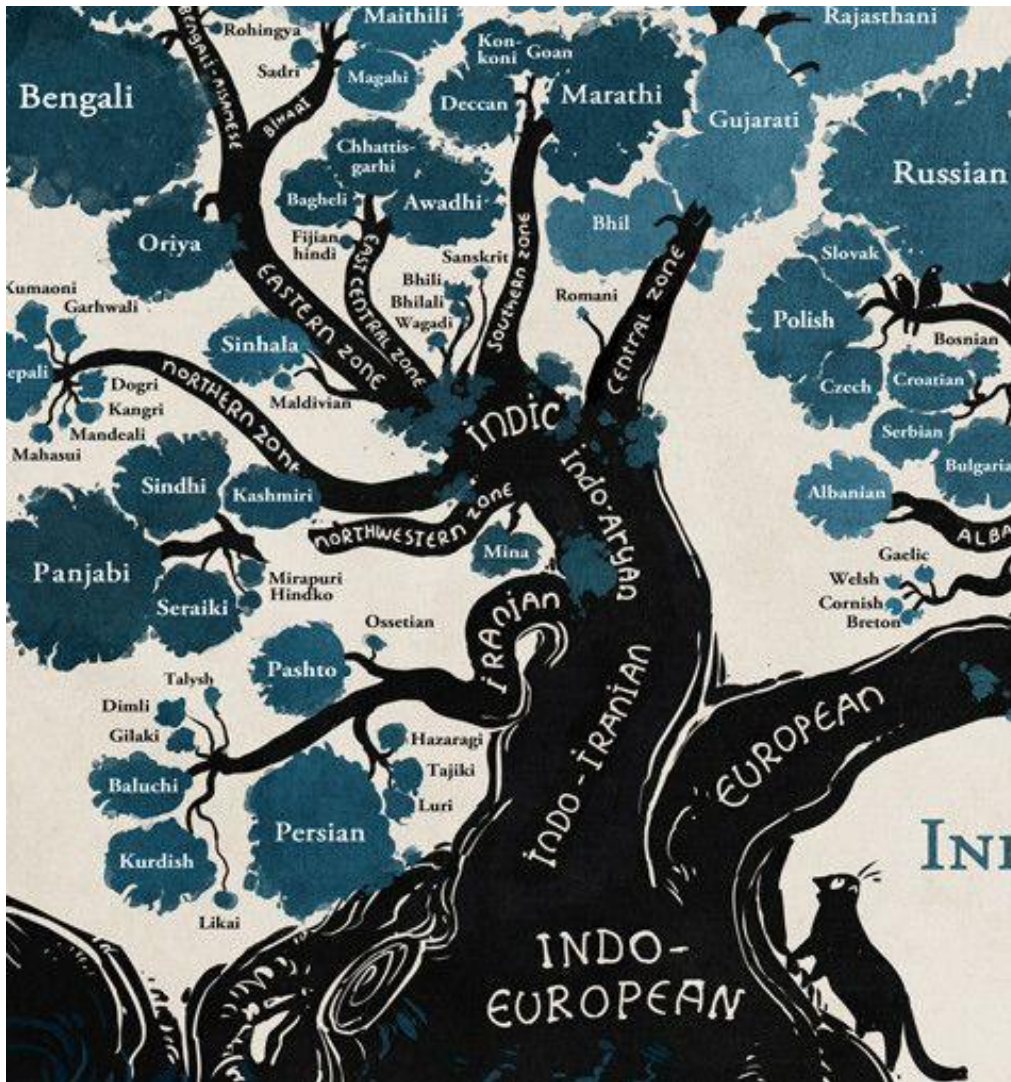 Rohingya
Maithili
Kon-
koni
Goan
Rajasthani
BENGALI-ASSAMESE
Sadri
Magahi
Bengali
BIHARI
Deccan
Marathi
Gujarati
Chhattis-
garhi
Russian
Bagheli
Awadhi
Oriya
Fijian
hindi
Bhil
Slovak
Sanskrit
EASTERN ZONE
EAST CENTRAL ZONE
Bhili
Bhilali
Wagadi
SOUTHERN ZONE
Romani
CENTRAL ZONE
Kumaoni
Garhwali
Sinhala
Polish
Bosnian
epali
NORTHERN ZONE
Dogri
Kangri
Mandeali
Mahasui
Maldivian
Czech
Croatian
INDIC
Serbian
Bulgaria
Sindhi
Kashmiri
INDO-ARYAN
Albanian
NORTHWESTERN ZONE
ALBA
Mina
Gaelic
Welsh
Cornish
Breton
Panjabi
Mirapuri
Hindko
Seraiki
IRANIAN
Ossetian
Pashto
Talysh
Dimli
Gilaki
INDO-IRANIAN
EUROPEAN
Hazaragi
Tajiki
Luri
Baluchi
Persian
Kurdish
IN
Likai
INDO-
EUROPEAN